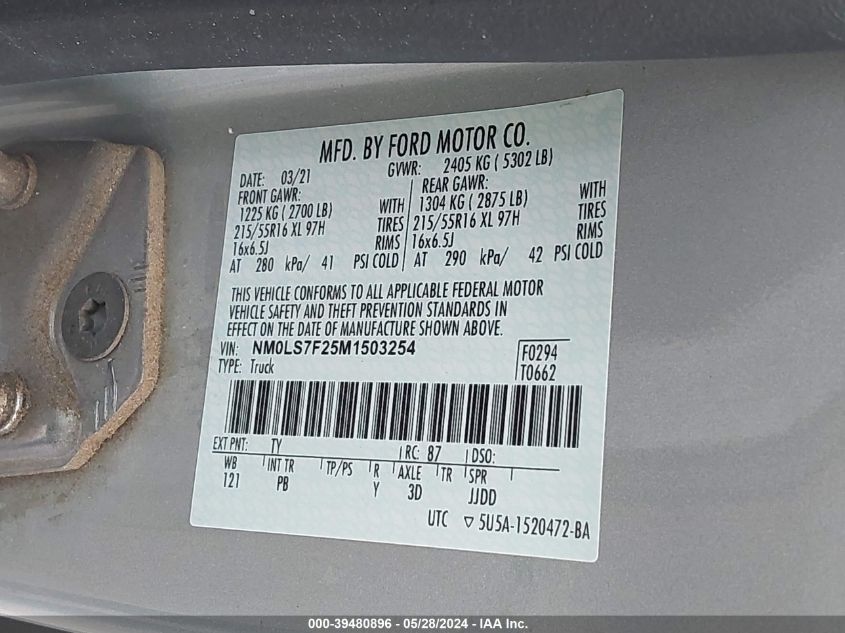 MFD. BY FORD MOTOR CO.
DATE: 03/21 GVWR: 2405 KG ( 5302 LB)
FRONT GAWR: REAR GAWR:
1225 KG ( 2700 LB) WITH 1304 KG ( 2875 LB) WITH
215/55R16 XL 97H TIRES 215/55R16 XL 97H TIRES
16x6.5J RIMS 16x6.5J RIMS
AT 280 kPa/ 41 PSI COLD AT 290 kPa/ 42 PSI COLD
THIS VEHICLE CONFORMS TO ALL APPLICABLE FEDERAL MOTOR
VEHICLE SAFETY AND THEFT PREVENTION STANDARDS IN
EFFECT ON THE DATE OF MANUFACTURE SHOWN ABOVE.
VIN: NM0LS7F25M1503254 F0294
TYPE: Truck T0662
EXT PNT: TY RC: 87 DSO:
WB INT TR TP/PS R AXLE TR SPR
121 PB Y 3D JJDD
UTC ▽ 5U5A-1520472-BA
000-39480896 - 05/28/2024 - IAA Inc.